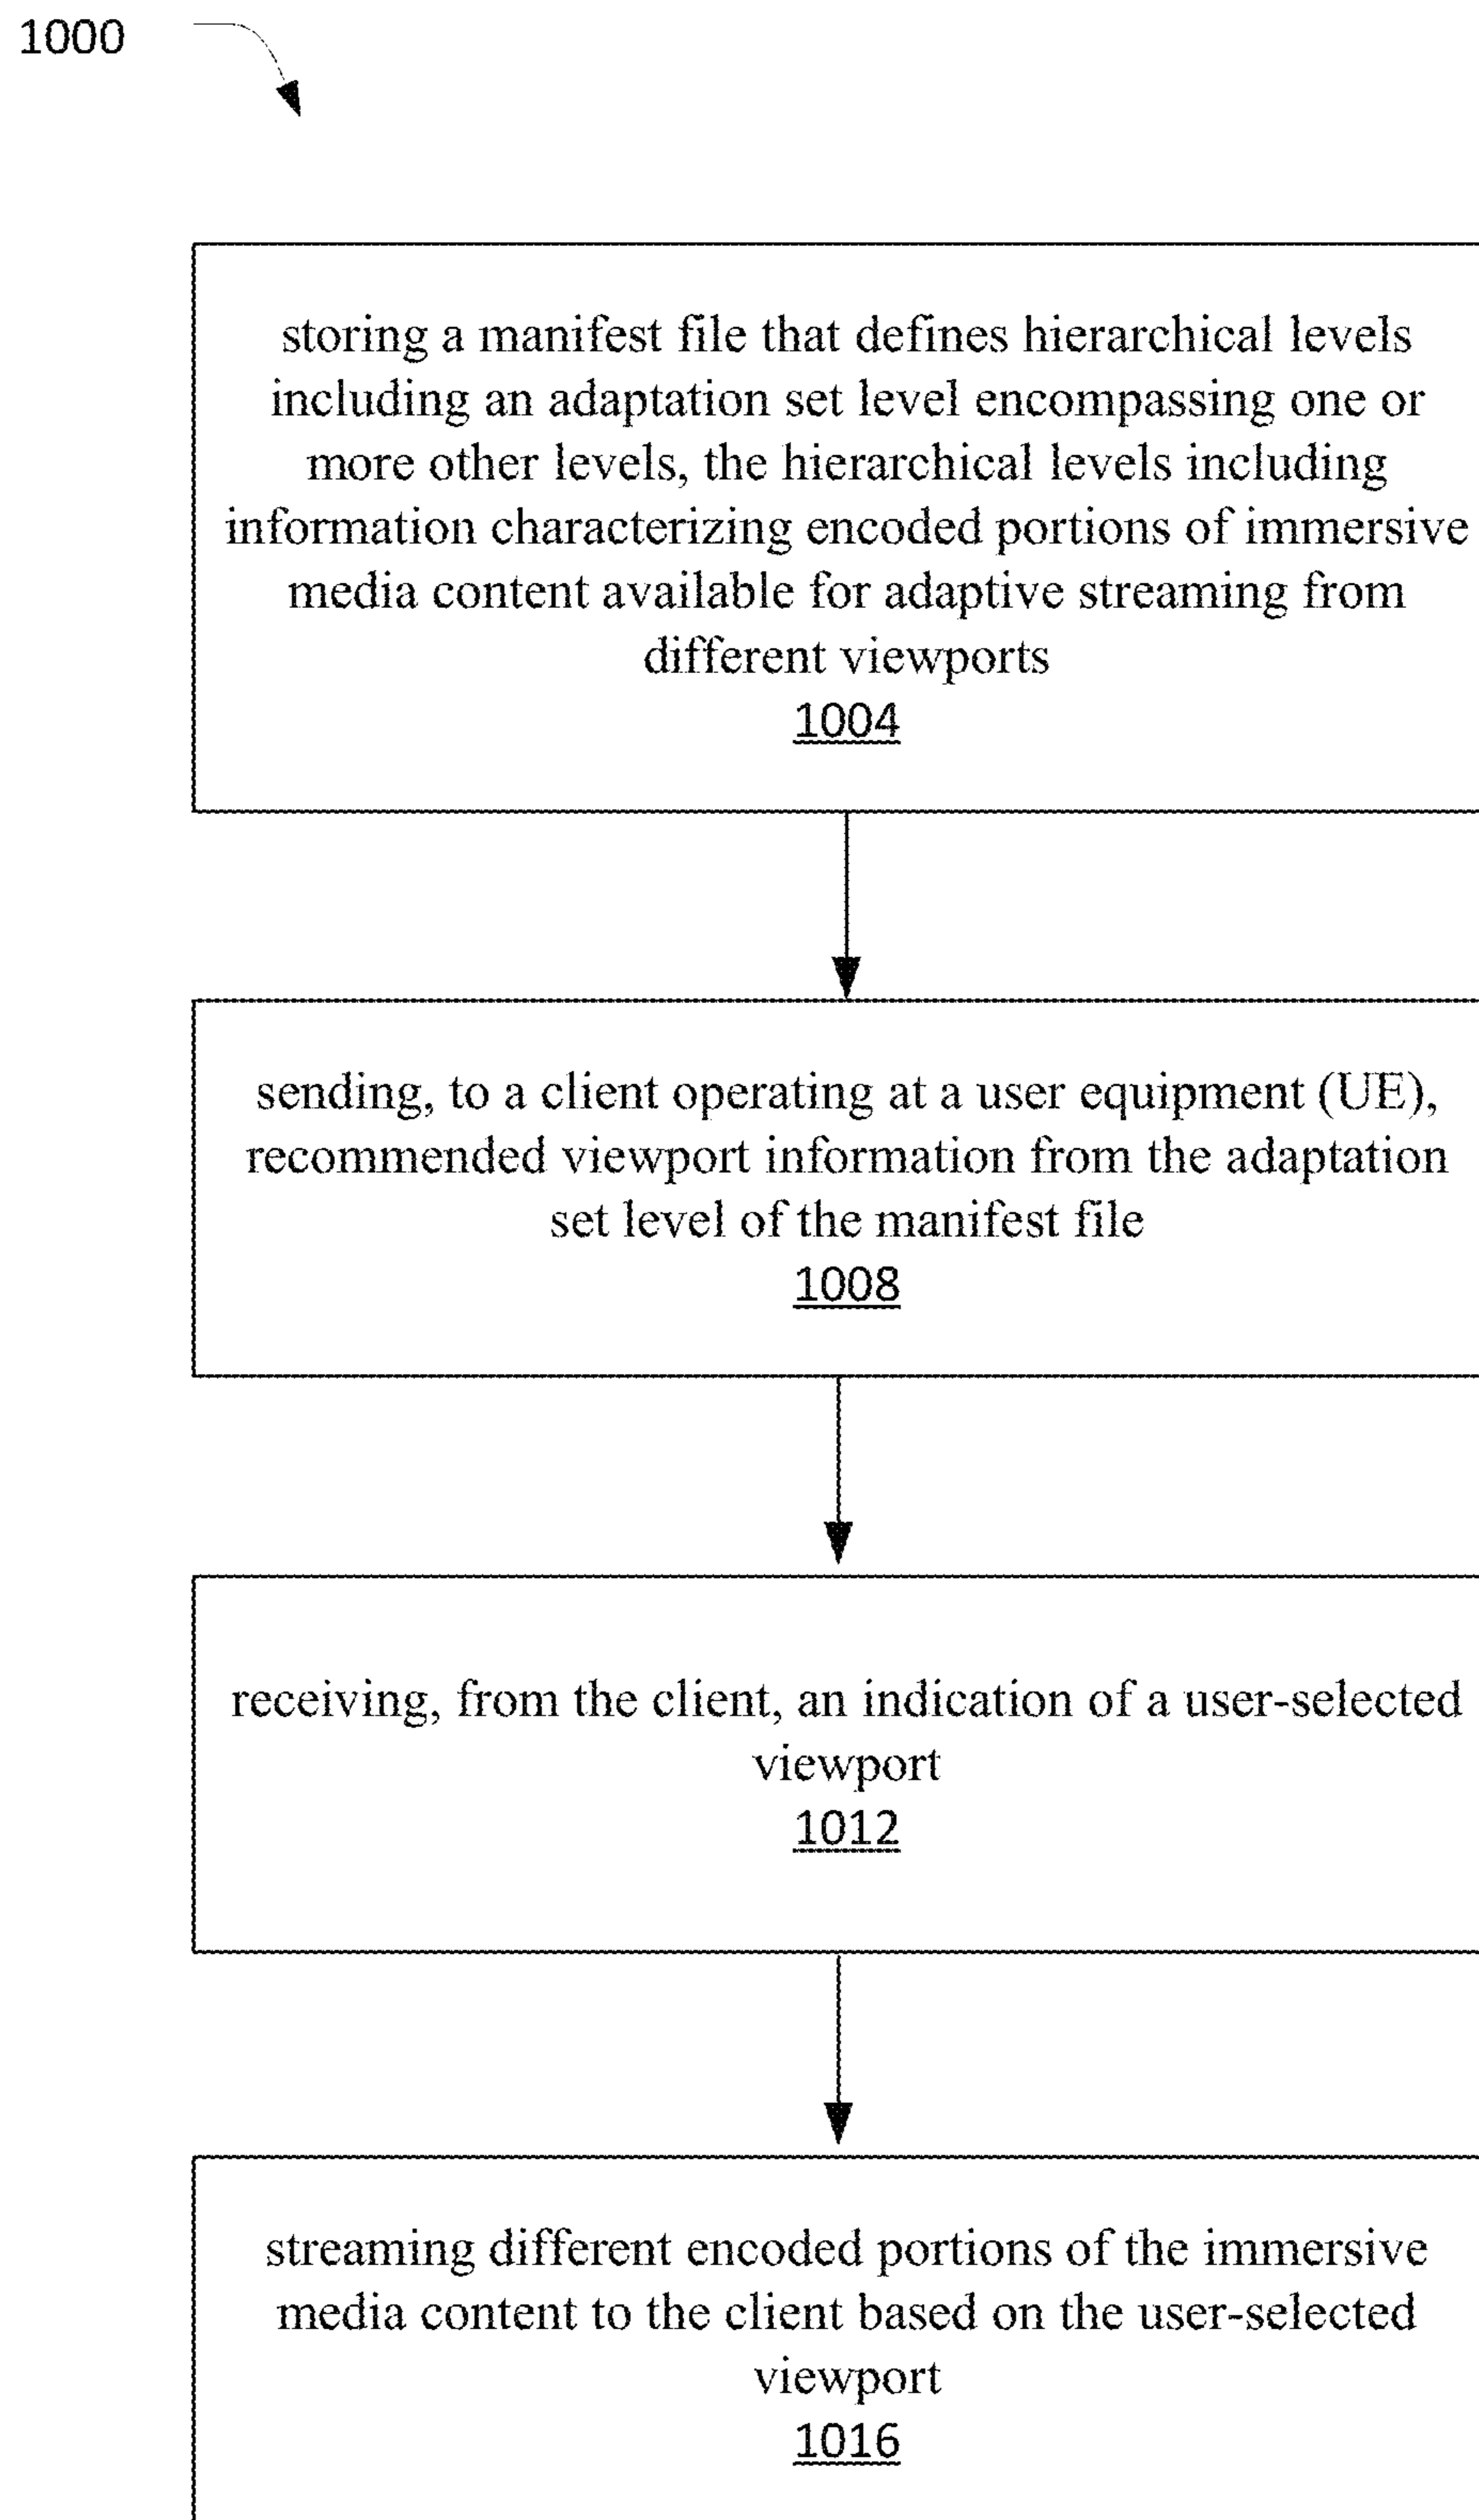 1000
storing a manifest file that defines hierarchical levels
including an adaptation set level encompassing one or
more other levels, the hierarchical levels including
information characterizing encoded portions of immersive
media content available for adaptive streaming from
different viewports
1004
sending, to a client operating at a user equipment (UE),
recommended viewport information from the adaptation
set level of the manifest file
1008
receiving, from the client, an indication of a user-selected
viewport
1012
streaming different encoded portions of the immersive
media content to the client based on the user-selected
viewport
1016